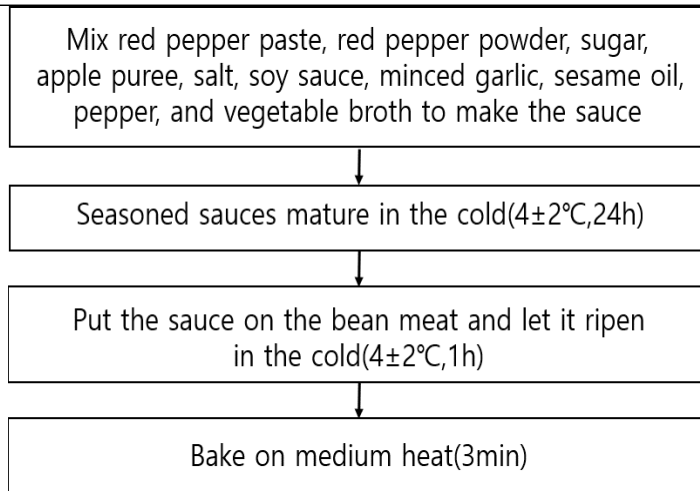 Mix red pepper paste, red pepper powder, sugar,
apple puree, salt, soy sauce, minced garlic, sesame oil,
pepper, and vegetable broth to make the sauce
Seasoned sauces mature in the cold(4±2℃,24h)
Put the sauce on the bean meat and let it ripen
in the cold(4±2℃,1h)
Bake on medium heat(3min)